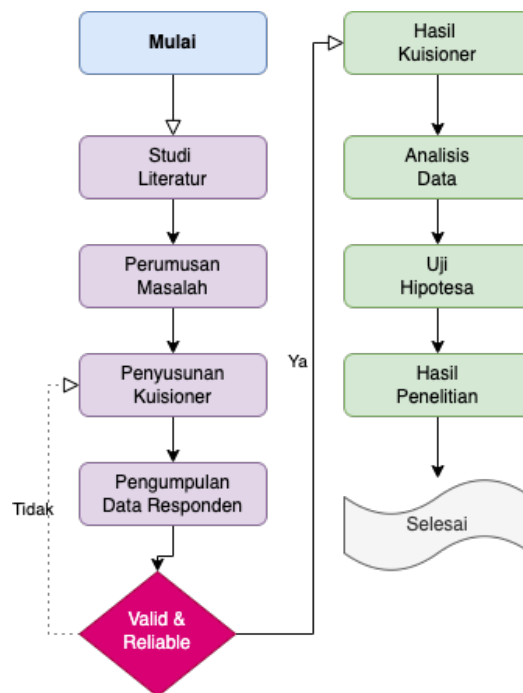 Mulai
Studi
Literatur
Perumusan
Masalah
Penyusunan
Kuisioner
Pengumpulan
Data Responden
Tidak
Valid &
Reliable
Ya
Hasil
Kuisioner
Analisis
Data
Uji
Hipotesa
Hasil
Penelitian
Selesai